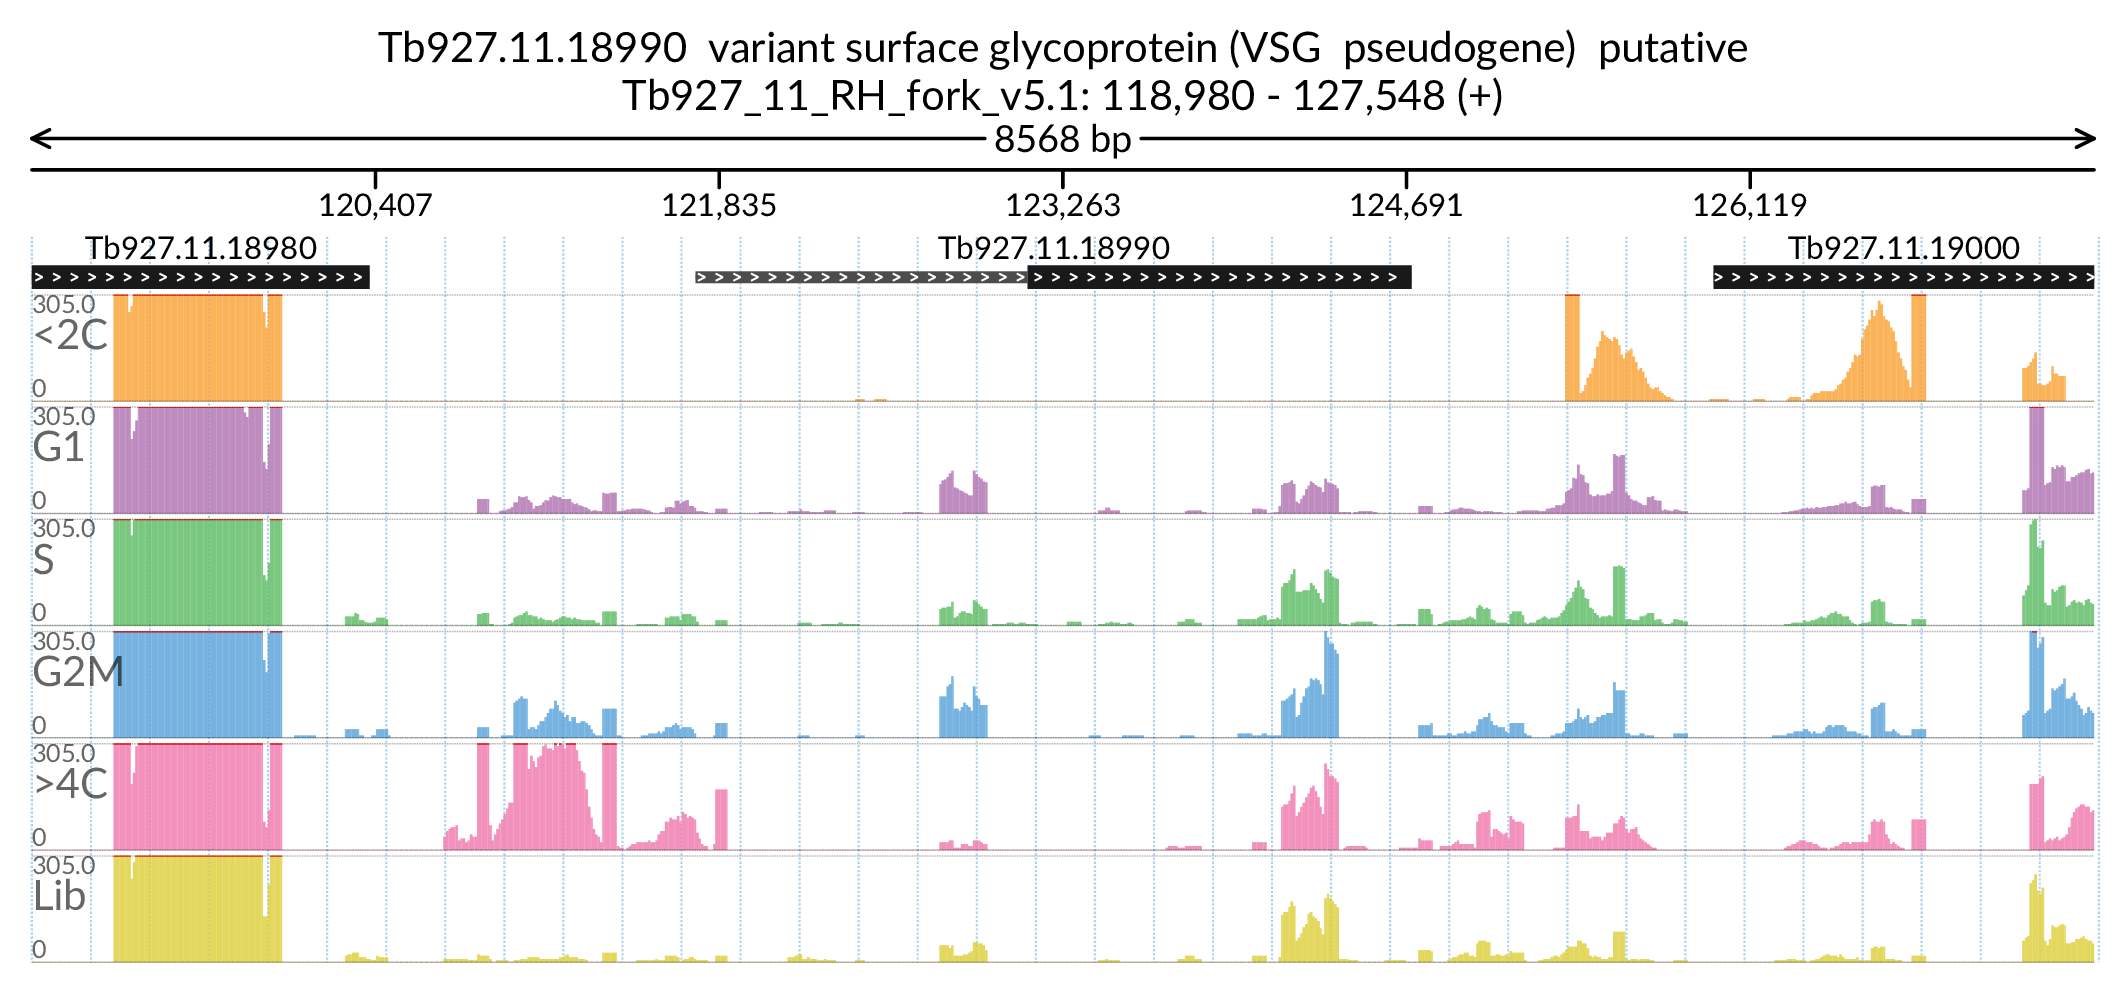 Tb927.11.18990 variant surface glycoprotein (VSG pseudogene) putative
Tb927_11_RH_fork_v5.1: 118,980 - 127,548 (+)
8568 bp
120,407 121,835 123,263 124,691 126,119
Tb927.11.18980 Tb927.11.18990 Tb927.11.19000
305.0
<2C
0
305.0
G1
0
305.0
S
0
305.0
G2M
0
305.0
>4C
0
305.0
Lib
0